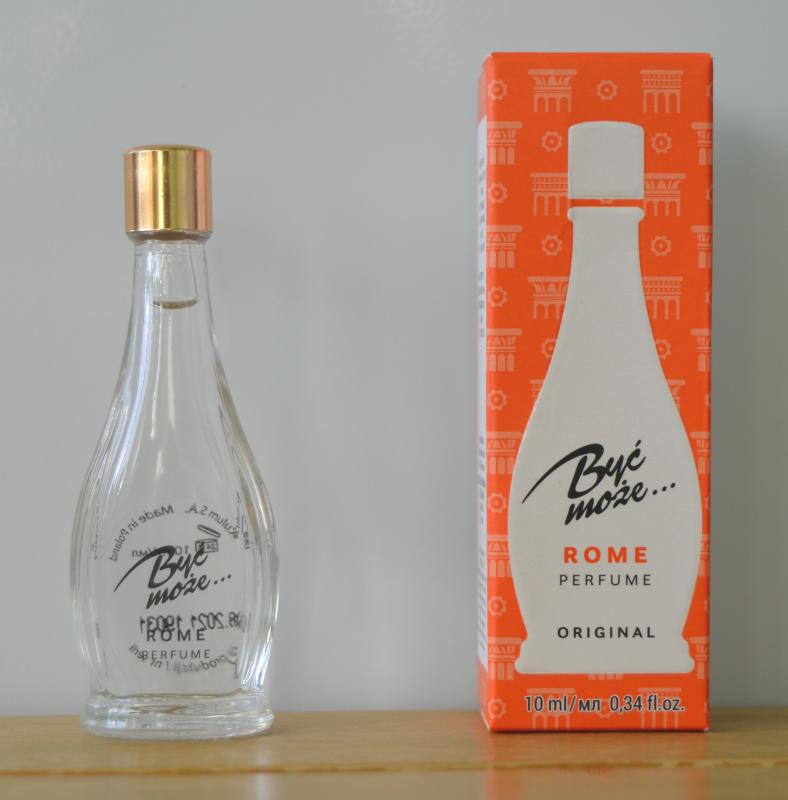 Made in Poland
Być
może...
ROME
PERFUME
Być
może...
ROME
PERFUME
ORIGINAL
10 ml/мл 0,34 fl.oz.